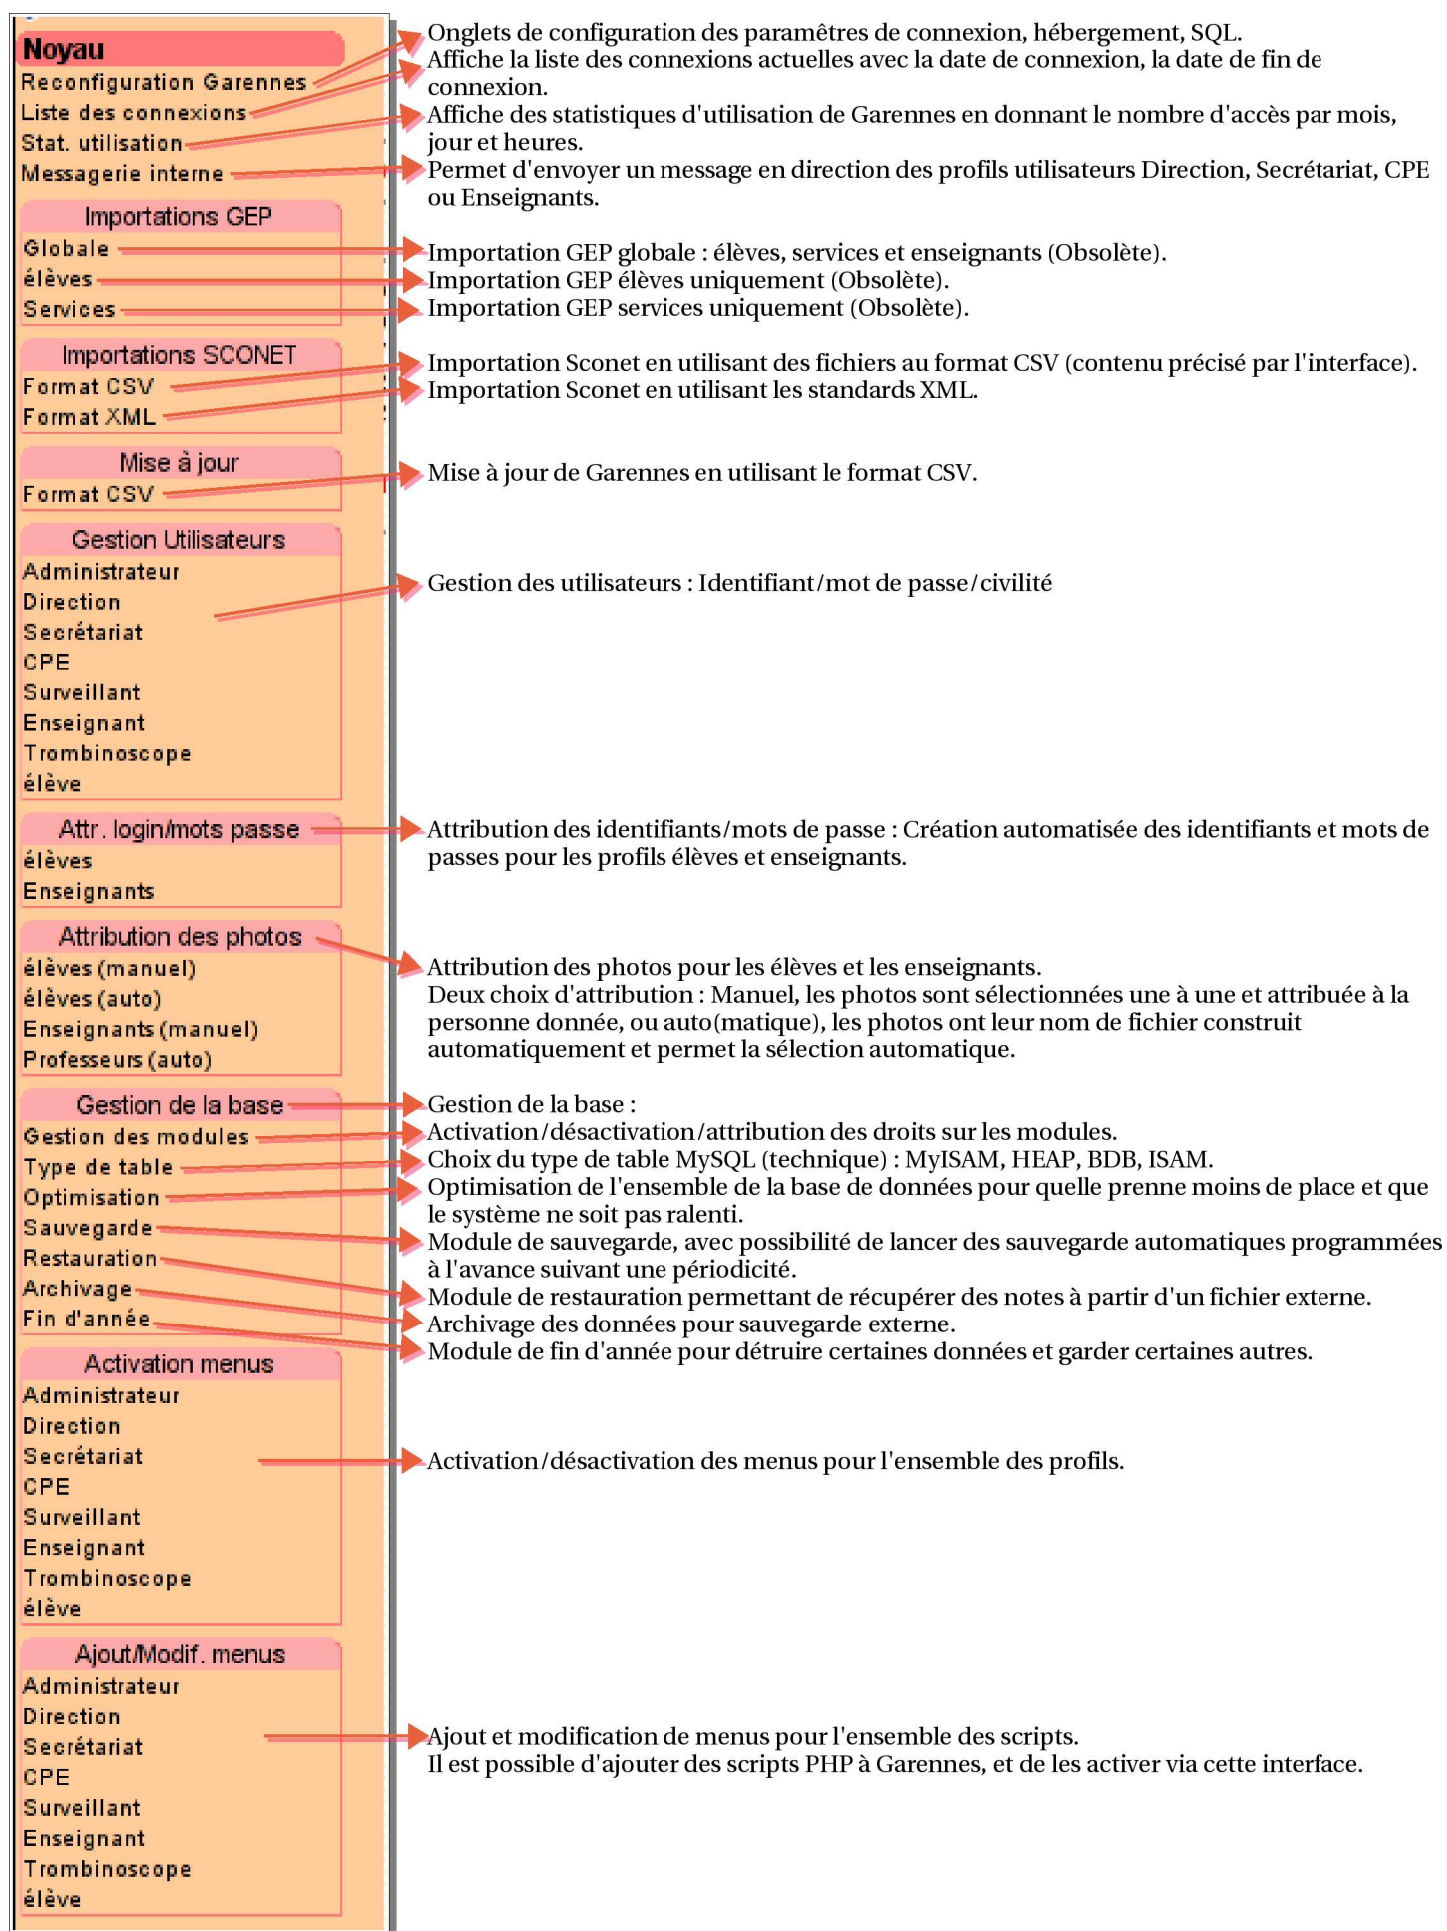 Noyau
Reconfiguration Garennes
Liste des connexions
Stat. utilisation
Messagerie interne
Importations GEP
Globale
élèves
Services
Importations SCONET
Format CSV
Format XML
Mise à jour
Format CSV
Gestion Utilisateurs
Administrateur
Direction
Secrétariat
CPE
Surveillant
Enseignant
Trombinoscope
élève
Attr. login/mots passe
élèves
Enseignants
Attribution des photos
élèves (manuel)
élèves (auto)
Enseignants (manuel)
Professeurs (auto)
Gestion de la base
Gestion des modules
Type de table
Optimisation
Sauvegarde
Restauration
Archivage
Fin d'année
Activation menus
Administrateur
Direction
Secrétariat
CPE
Surveillant
Enseignant
Trombinoscope
élève
Ajout/Modif. menus
Administrateur
Direction
Secrétariat
CPE
Surveillant
Enseignant
Trombinoscope
élève
Onglets de configuration des paramêtres de connexion, hébergement, SQL.
Affiche la liste des connexions actuelles avec la date de connexion, la date de fin de
connexion.
Affiche des statistiques d'utilisation de Garennes en donnant le nombre d'accès par mois,
jour et heures.
Permet d'envoyer un message en direction des profils utilisateurs Direction, Secrétariat, CPE
ou Enseignants.
Importation GEP globale : élèves, services et enseignants (Obsolète).
Importation GEP élèves uniquement (Obsolète).
Importation GEP services uniquement (Obsolète).
Importation Sconet en utilisant des fichiers au format CSV (contenu précisé par l'interface).
Importation Sconet en utilisant les standards XML.
Mise à jour de Garennes en utilisant le format CSV.
Gestion des utilisateurs : Identifiant/mot de passe/civilité
Attribution des identifiants/mots de passe : Création automatisée des identifiants et mots de
passes pour les profils élèves et enseignants.
Attribution des photos pour les élèves et les enseignants.
Deux choix d'attribution : Manuel, les photos sont sélectionnées une à une et attribuée à la
personne donnée, ou auto(matique), les photos ont leur nom de fichier construit
automatiquement et permet la sélection automatique.
Gestion de la base :
Activation/désactivation/attribution des droits sur les modules.
Choix du type de table MySQL (technique) : MyISAM, HEAP, BDB, ISAM.
Optimisation de l'ensemble de la base de données pour quelle prenne moins de place et que
le système ne soit pas ralenti.
Module de sauvegarde, avec possibilité de lancer des sauvegarde automatiques programmées
à l'avance suivant une périodicité.
Module de restauration permettant de récupérer des notes à partir d'un fichier externe.
Archivage des données pour sauvegarde externe.
Module de fin d'année pour détruire certaines données et garder certaines autres.
Activation/désactivation des menus pour l'ensemble des profils.
Ajout et modification de menus pour l'ensemble des scripts.
Il est possible d'ajouter des scripts PHP à Garennes, et de les activer via cette interface.